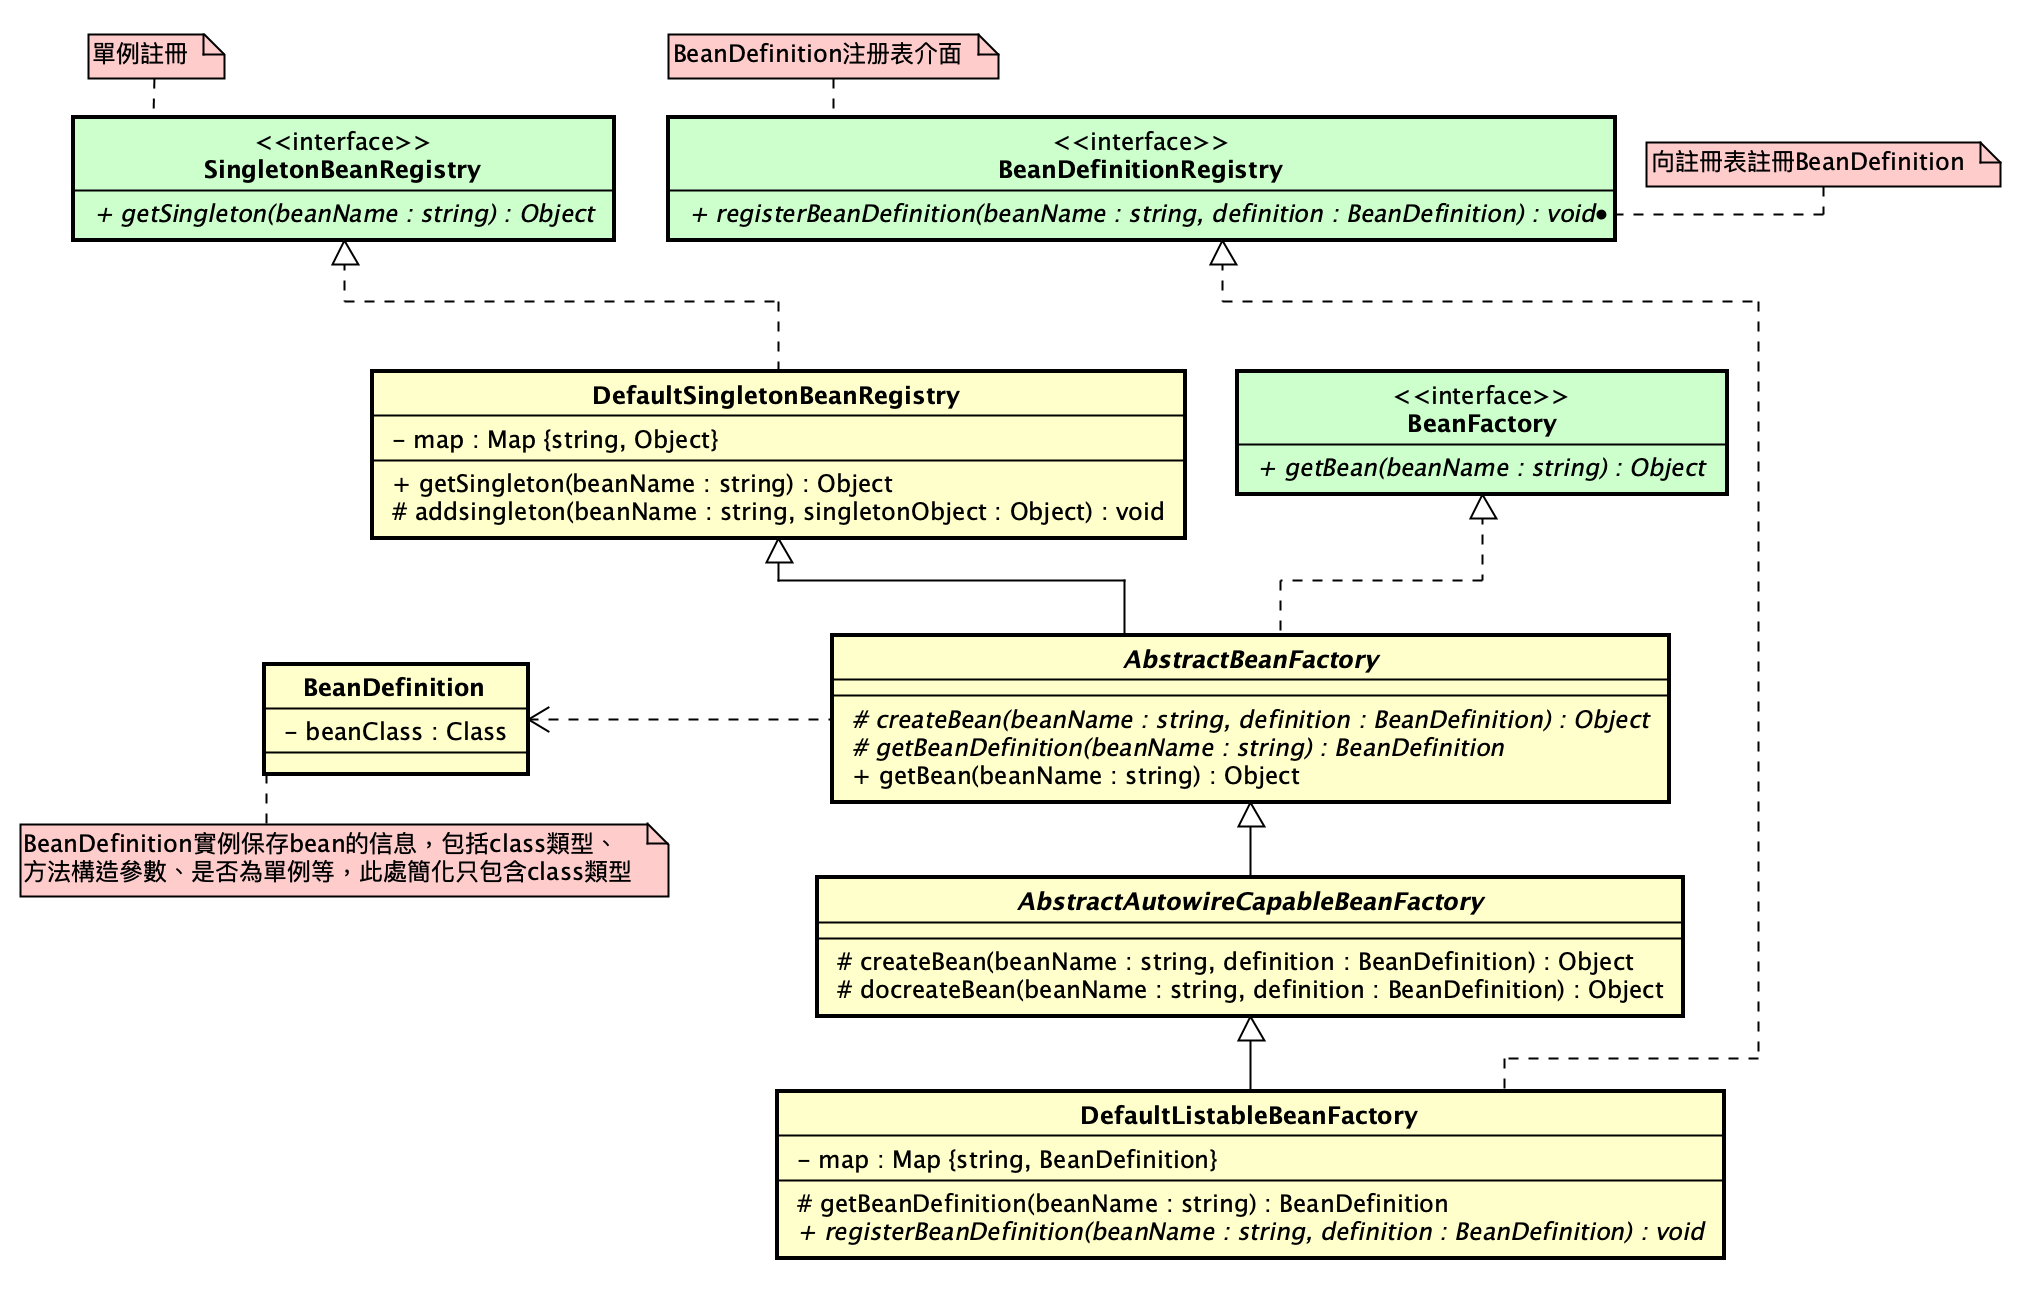 單例註冊
BeanDefinition注册表介面
<<interface>>
SingletonBeanRegistry
+ getSingleton(beanName : string) : Object
<<interface>>
BeanDefinitionRegistry
+ registerBeanDefinition(beanName : string, definition : BeanDefinition) : void
向註冊表註冊BeanDefinition
DefaultSingletonBeanRegistry
- map : Map {string, Object}
+ getSingleton(beanName : string) : Object
# addsingleton(beanName : string, singletonObject : Object) : void
<<interface>>
BeanFactory
+ getBean(beanName : string) : Object
BeanDefinition
- beanClass : Class
AbstractBeanFactory
# createBean(beanName : string, definition : BeanDefinition) : Object
# getBeanDefinition(beanName : string) : BeanDefinition
+ getBean(beanName : string) : Object
BeanDefinition實例保存bean的信息，包括class類型、
方法構造參數、是否為單例等，此處簡化只包含class類型
AbstractAutowireCapableBeanFactory
# createBean(beanName : string, definition : BeanDefinition) : Object
# docreateBean(beanName : string, definition : BeanDefinition) : Object
DefaultListableBeanFactory
- map : Map {string, BeanDefinition}
# getBeanDefinition(beanName : string) : BeanDefinition
+ registerBeanDefinition(beanName : string, definition : BeanDefinition) : void